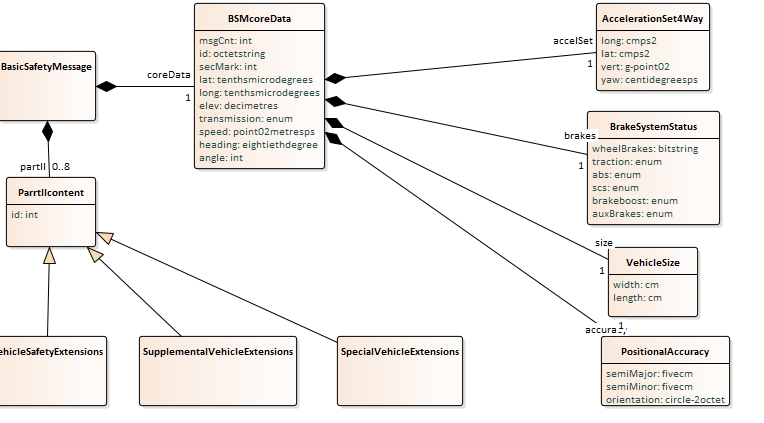 BSMcoreData
msgCnt: int
id: octetstring
secMark: int
lat: tenthsmicrodegrees
long: tenthsmicrodegrees
elev: decimetres
transmission: enum
speed: point02metresps
heading: eightiethdegree
angle: int
AccelerationSet4Way
long: cmps2
lat: cmps2
vert: g-point02
yaw: centidegreesp
accelSet
1
BasicSafetyMessage
coreData
1
BrakeSystemStatus
wheelBrakes: bitstring
traction: enum
abs: enum
scs: enum
brakeboost: enum
auxBrakes: enum
brakes
1
partII 0..8
ParrtIIcontent
id: int
size
1
VehicleSize
width: cm
length: cm
1
PositionalAccuracy
semiMajor: fivecm
semiMinor: fivecm
orientation: circle-2octet
ehicleSafetyExtensions
SupplementalVehicleExtensions
SpecialVehicleExtensions